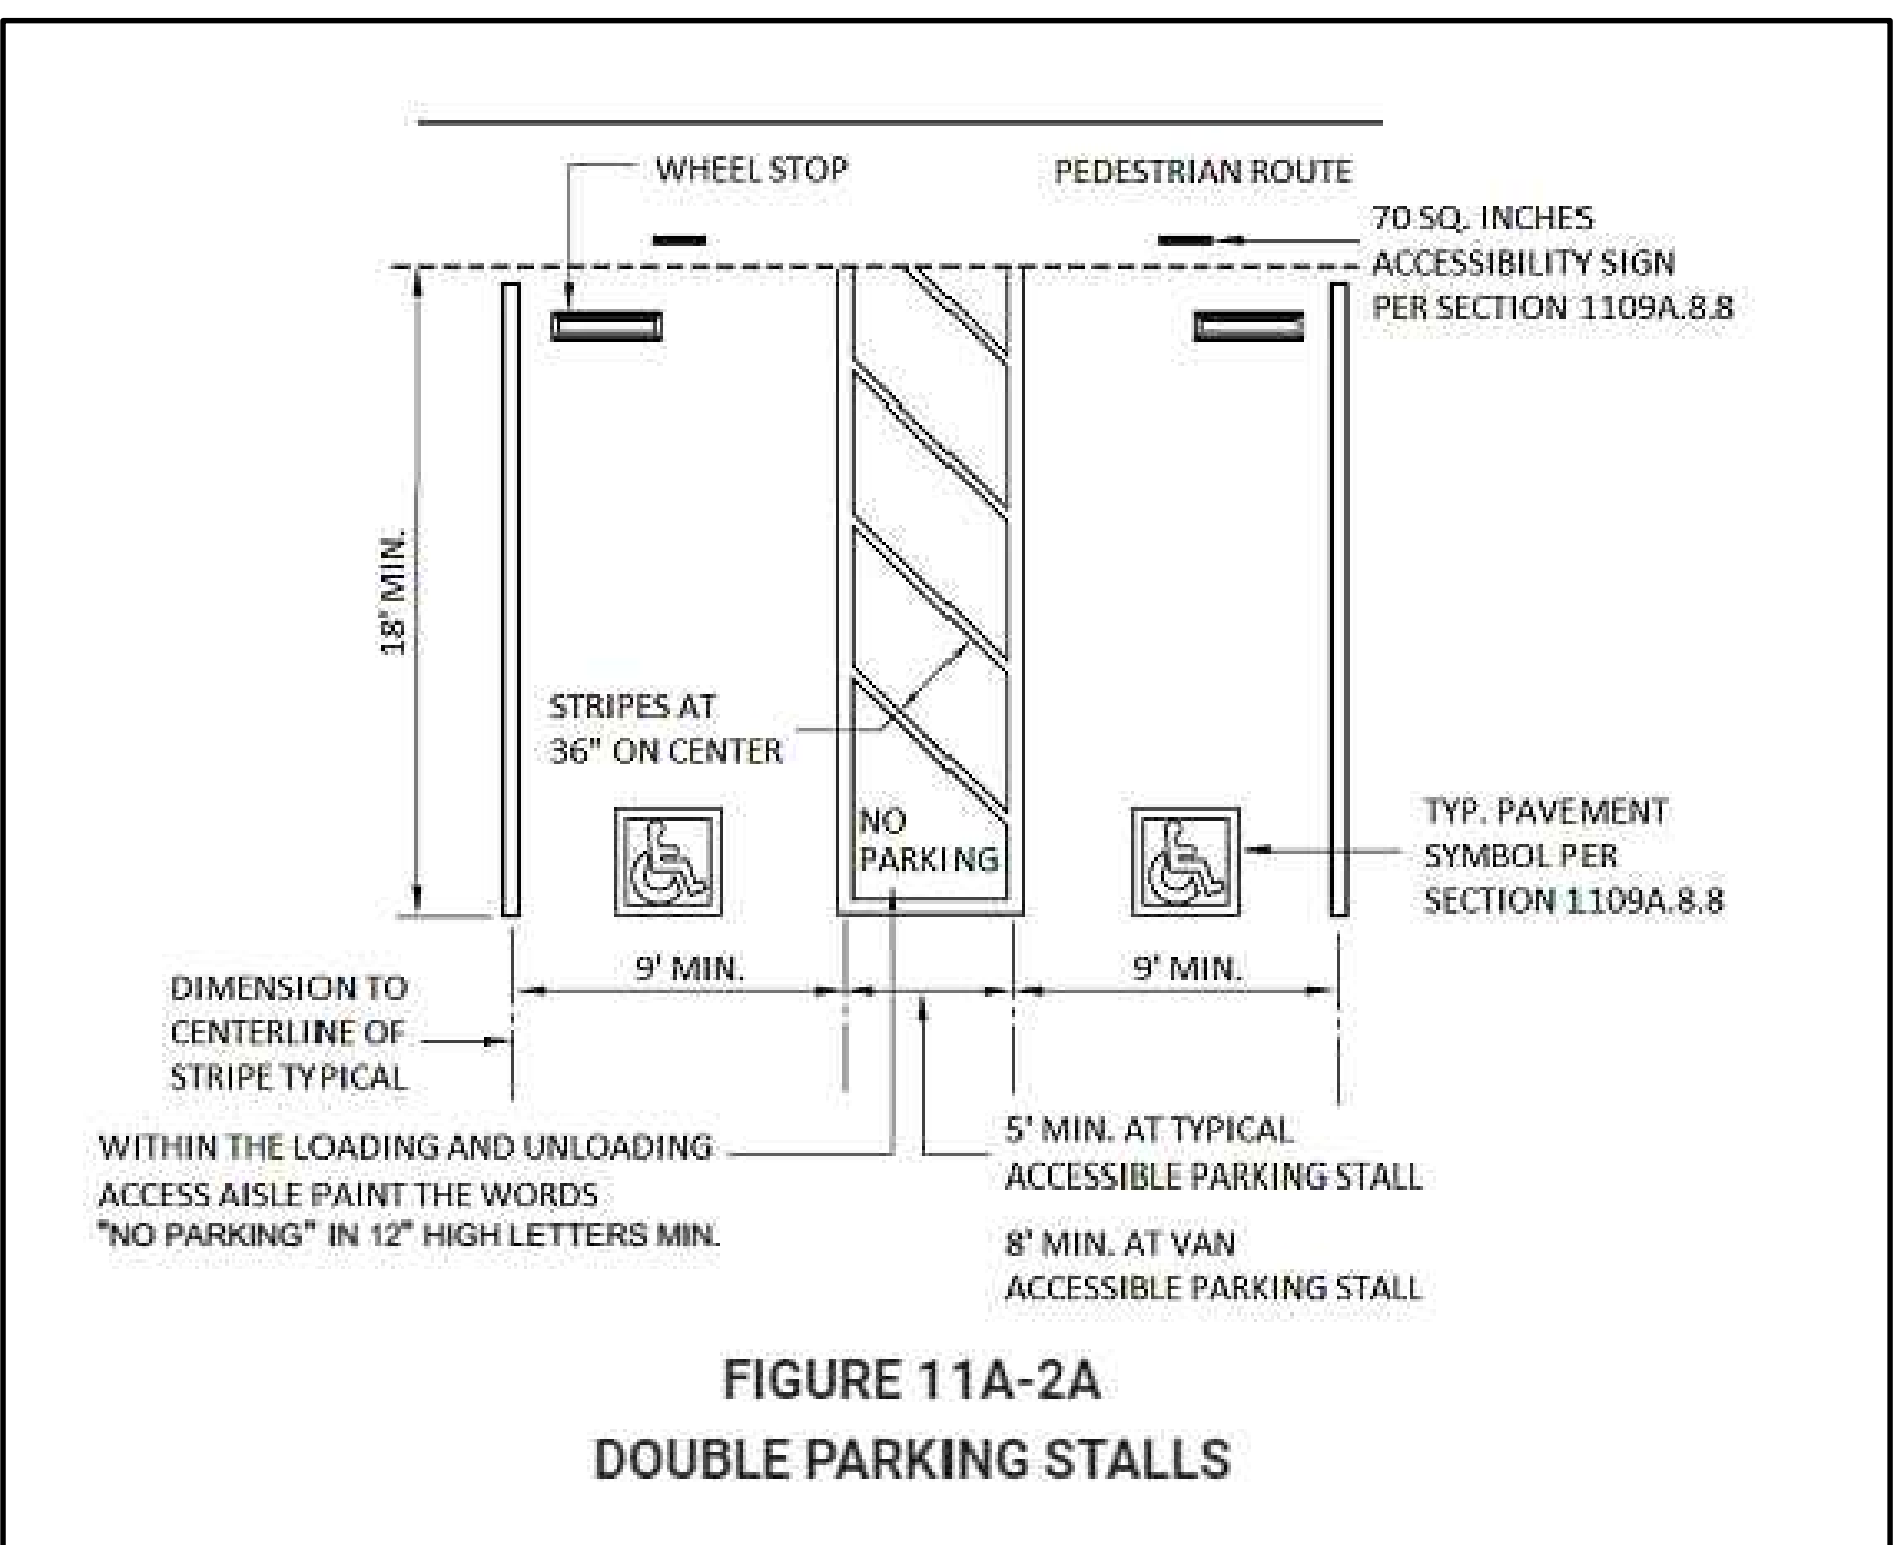 WHEEL STOP
PEDESTRIAN ROUTE
70 SQ. INCHES
ACCESSIBILITY SIGN
PER SECTION 1109A.8.8
18' MIN.
STRIPES AT
36" ON CENTER
NO
PARKING
TYP. PAVEMENT
SYMBOL PER
SECTION 1109A.8.8
9' MIN.
9' MIN.
DIMENSION TO
CENTERLINE OF
STRIPE TYPICAL
WITHIN THE LOADING AND UNLOADING
ACCESS AISLE PAINT THE WORDS
"NO PARKING" IN 12" HIGH LETTERS MIN.
5' MIN. AT TYPICAL
ACCESSIBLE PARKING STALL
8' MIN. AT VAN
ACCESSIBLE PARKING STALL
FIGURE 11A-2A
DOUBLE PARKING STALLS